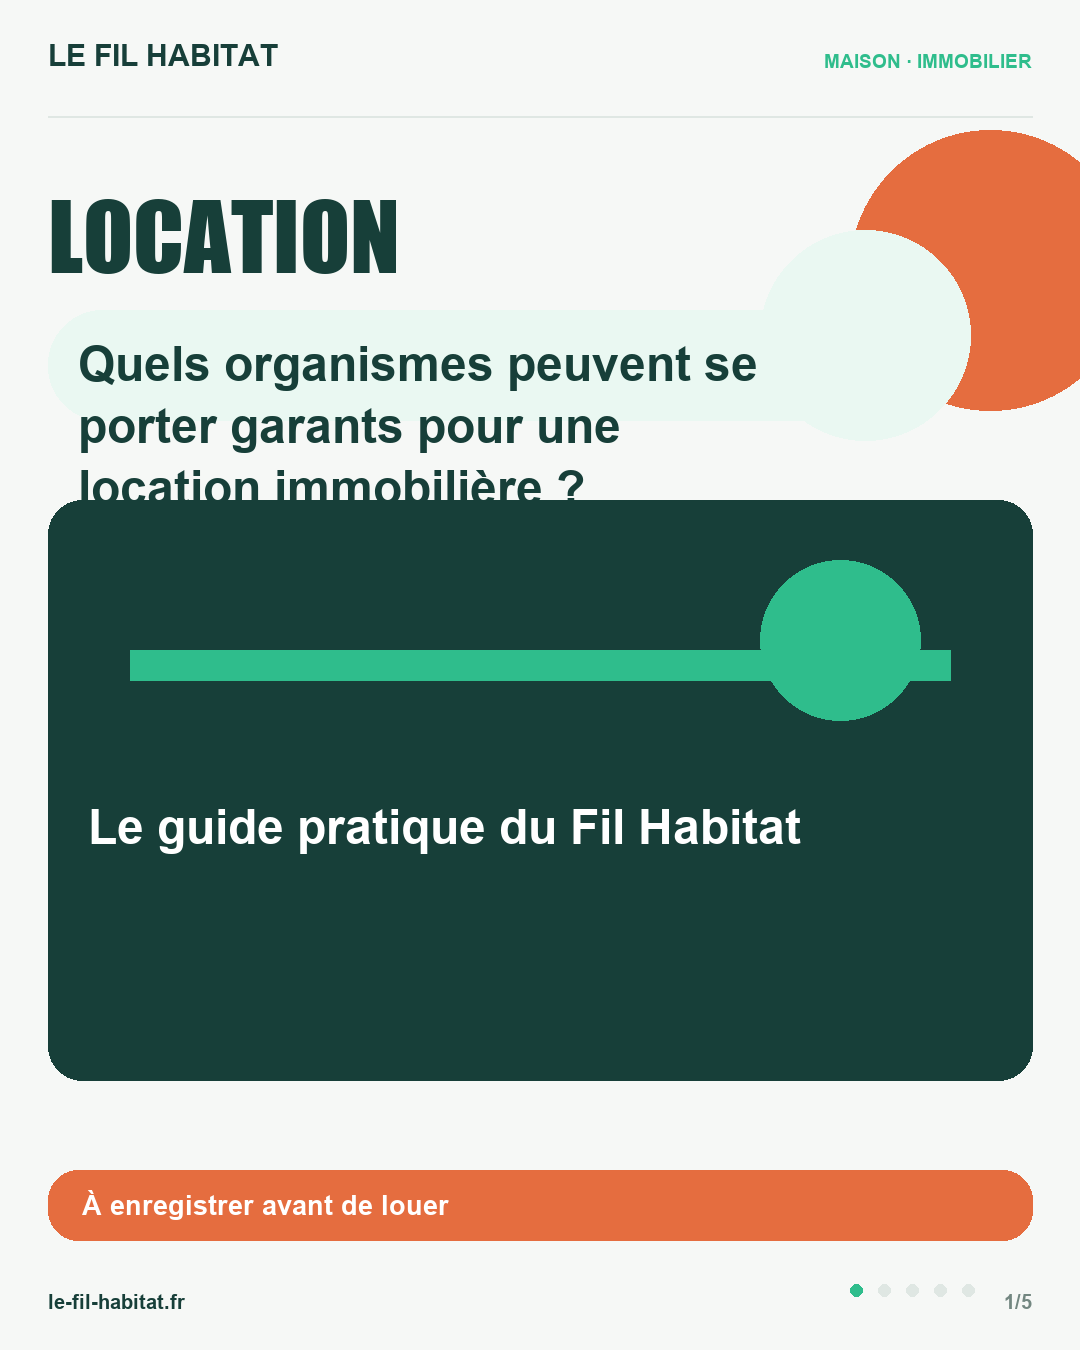 LE FIL HABITAT
MAISON · IMMOBILIER
LOCATION
Quels organismes peuvent se
porter garants pour une
location immobilière ?
Le guide pratique du Fil Habitat
À enregistrer avant de louer
le-fil-habitat.fr
1/5